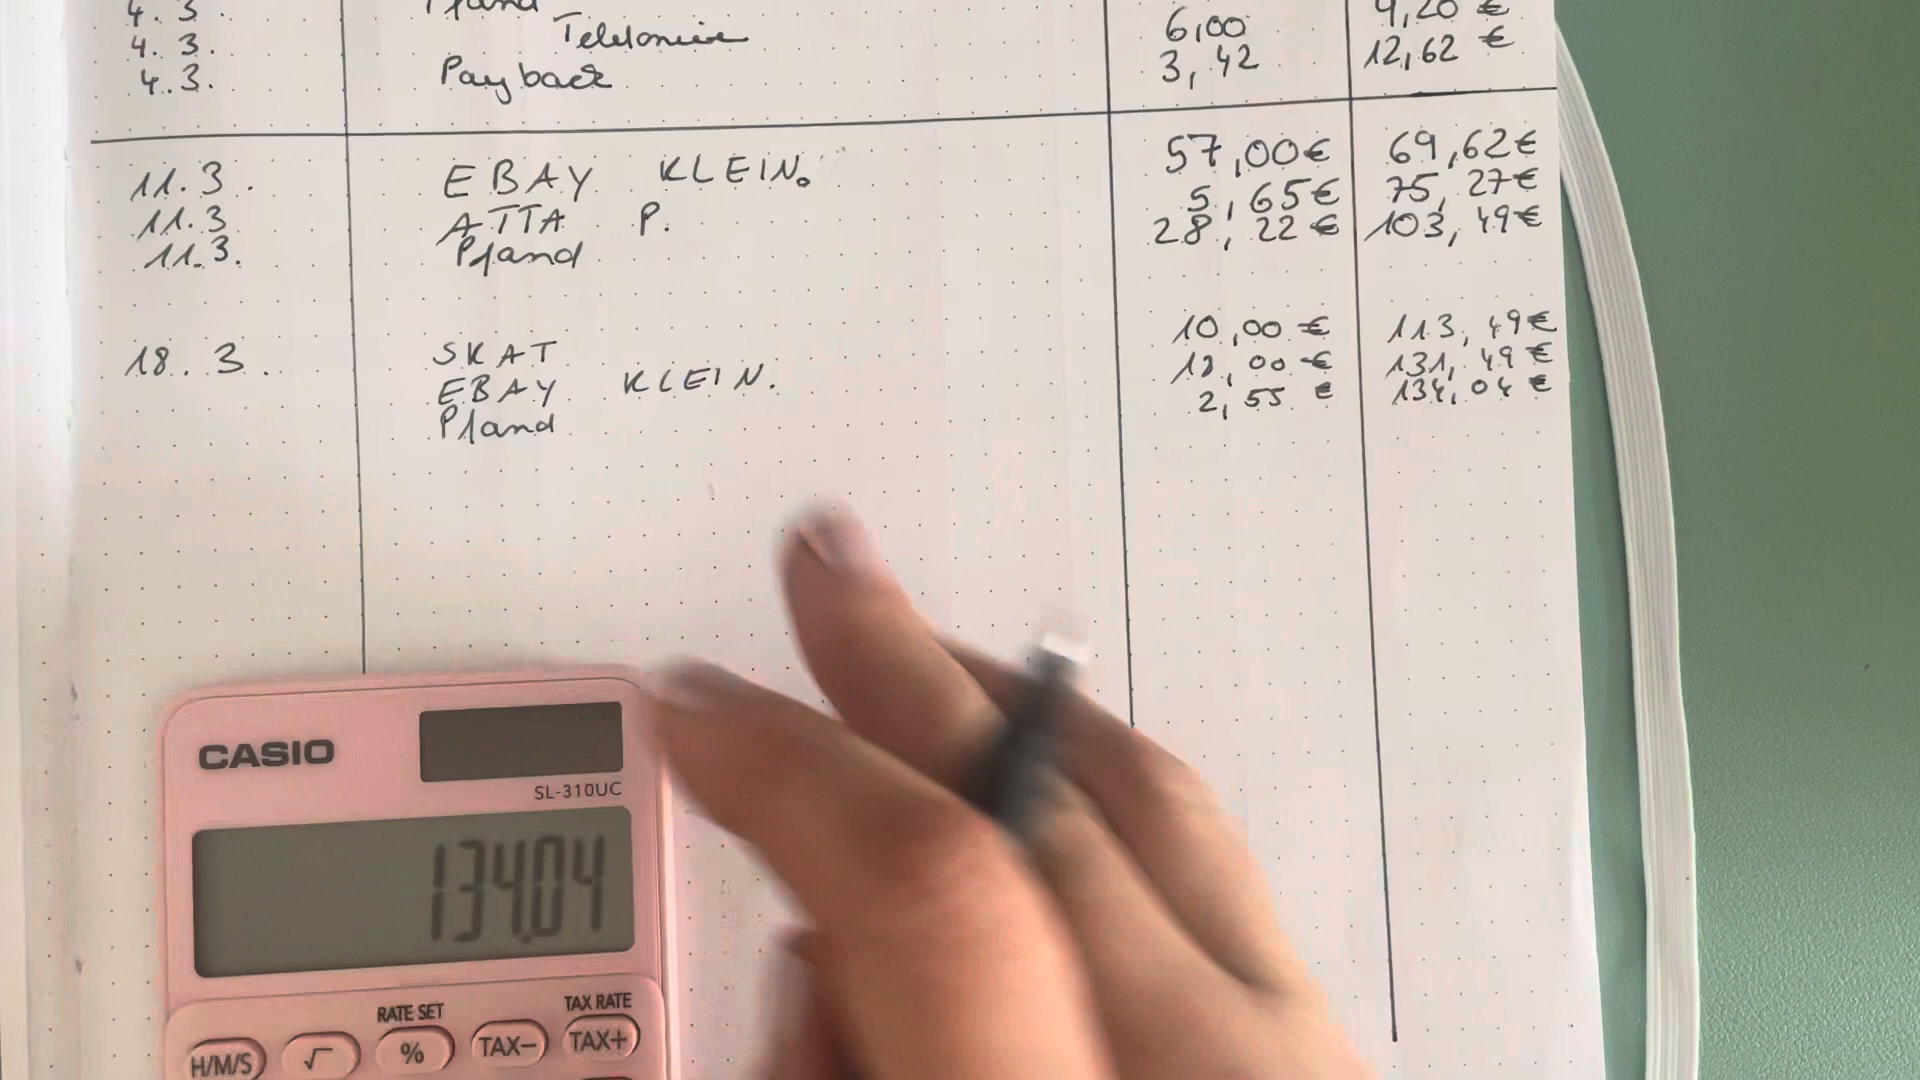 4. 3. Pfand 4,20 €
4. 3. 6,00
4.3. Payback 3,42 12,62 €
11.3. EBAY KLEIN. 57,00€ 69,62€
11.3 ATTA P. 5,65€ 75,27€
11.3. Pfand 28,22€ 103,49€
18.3. SKAT 10,00 € 113,49€
EBAY KLEIN. 18,00 € 131,49 €
Pfand 2,55 € 134,04 €
CASIO
SL-310UC
134.04
RATE SET TAX RATE
H/M/S √ % TAX− TAX+